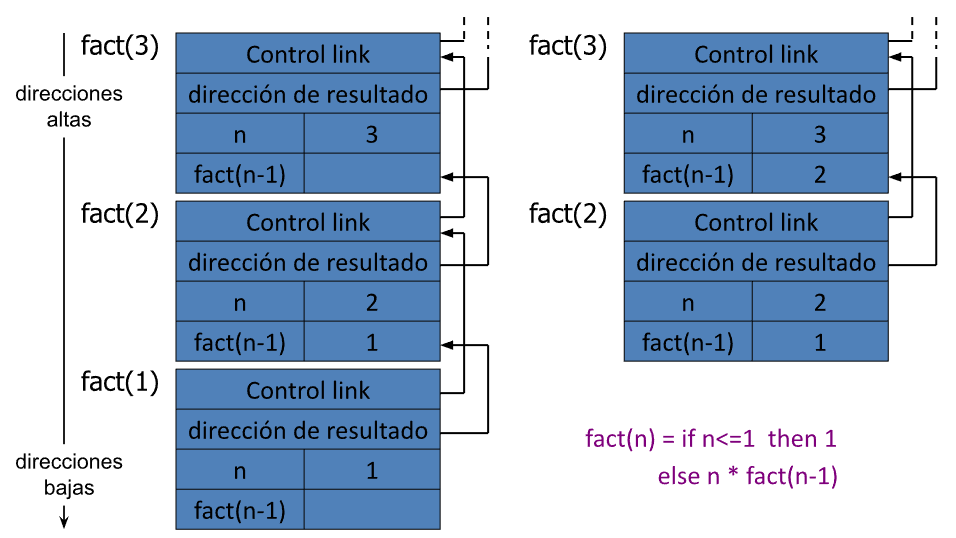 direcciones
altas
direcciones
bajas
fact(3)
Control link
dirección de resultado
n 3
fact(n-1)
fact(2)
Control link
dirección de resultado
n 2
fact(n-1) 1
fact(1)
Control link
dirección de resultado
n 1
fact(n-1)
fact(3)
Control link
dirección de resultado
n 3
fact(n-1) 2
fact(2)
Control link
dirección de resultado
n 2
fact(n-1) 1
fact(n) = if n<=1 then 1
else n * fact(n-1)